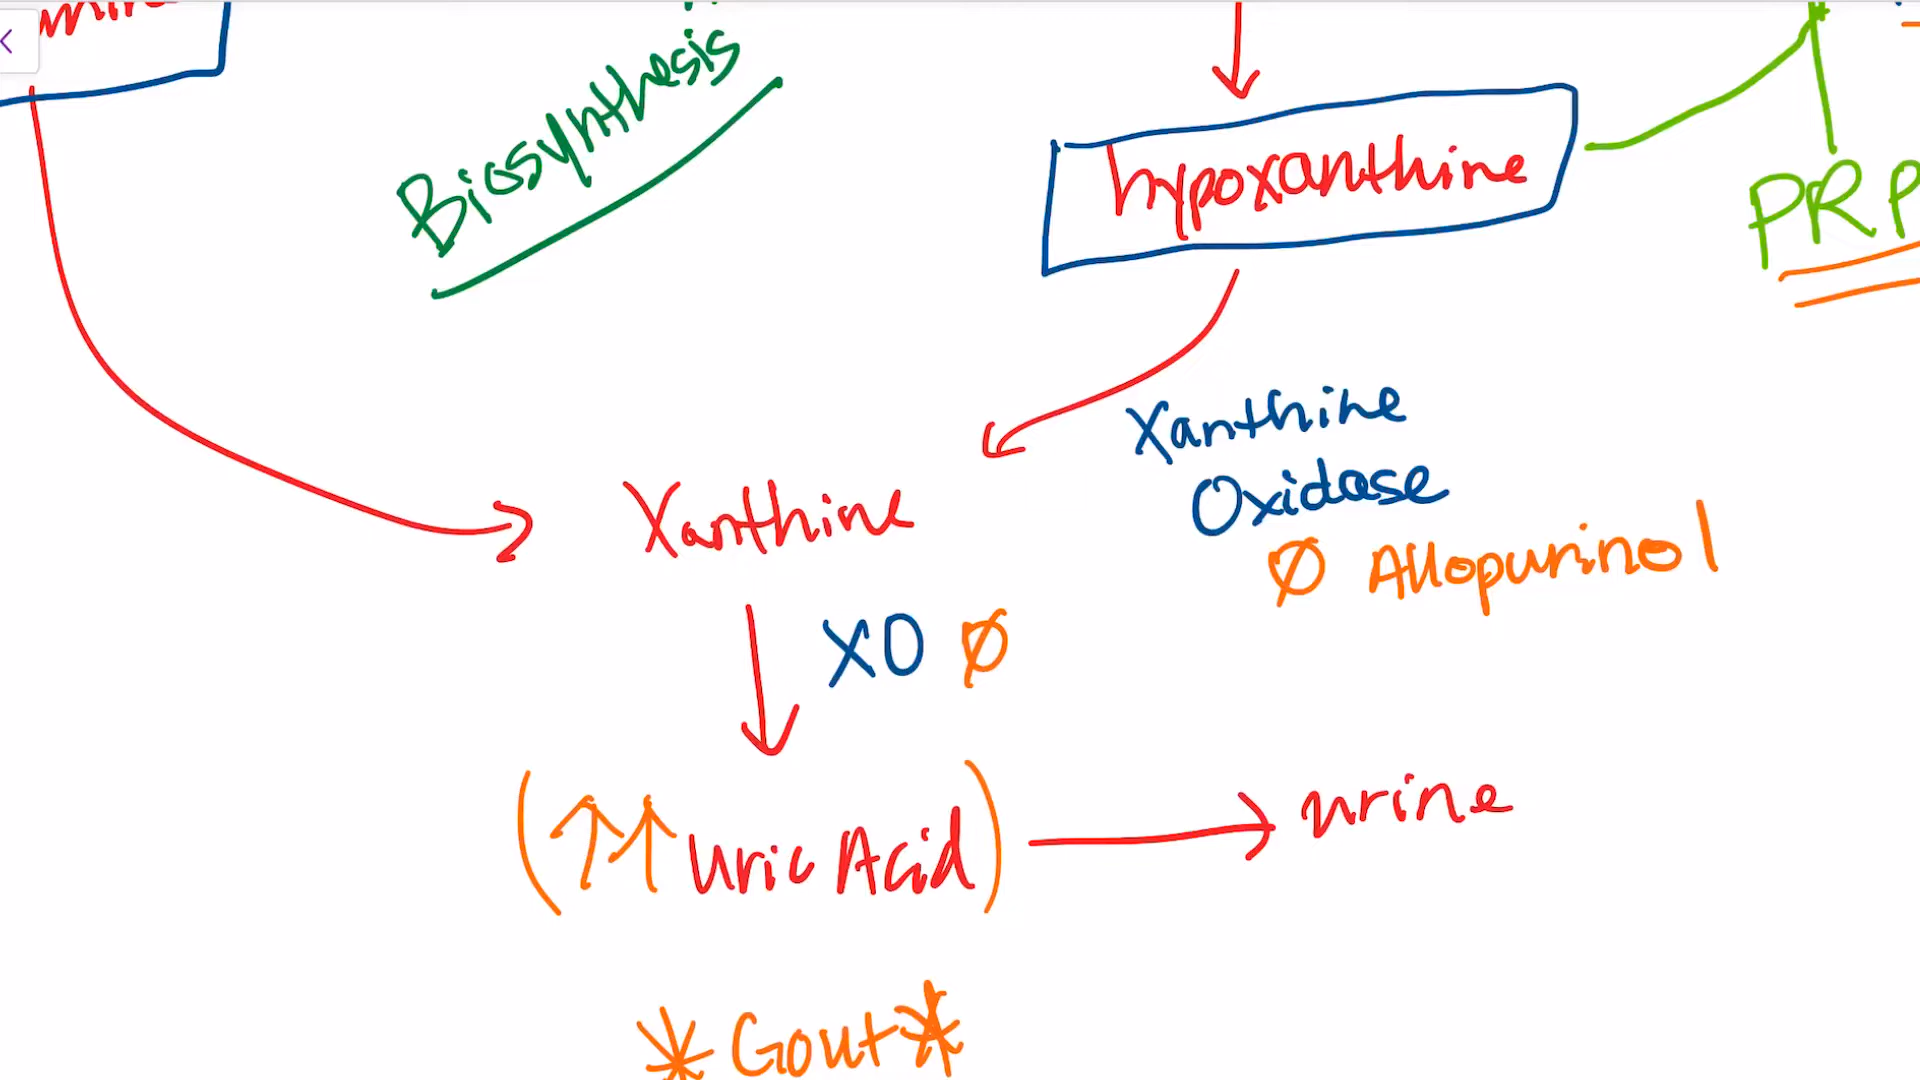 Biosynthesis
hypoxanthine
PRP
Xanthine
Oxidase
Ø Allopurinol
Xanthine
XO Ø
(↑↑ Uric Acid) → urine
*Gout*